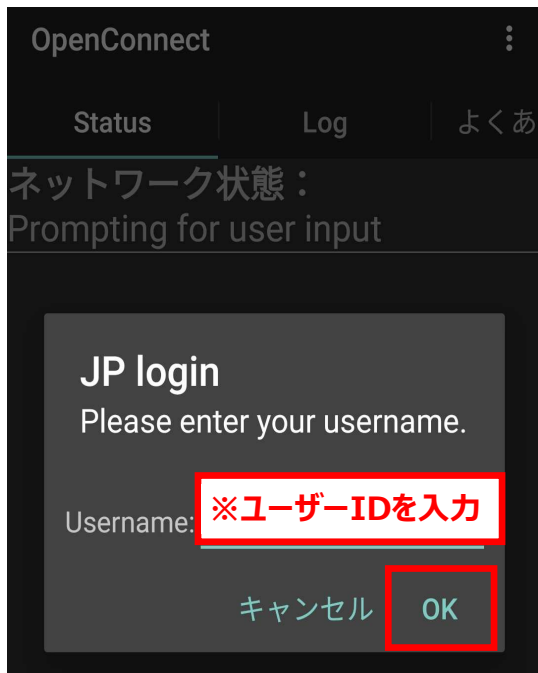 OpenConnect
Status
Log
よくあ
ネットワーク状態：
Prompting for user input
JP login
Please enter your username.
Username:
※ユーザーIDを入力
キャンセル
OK